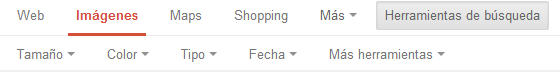 Web Imágenes Maps Shopping Más Herramientas de búsqueda
Tamaño Color Tipo Fecha Más herramientas